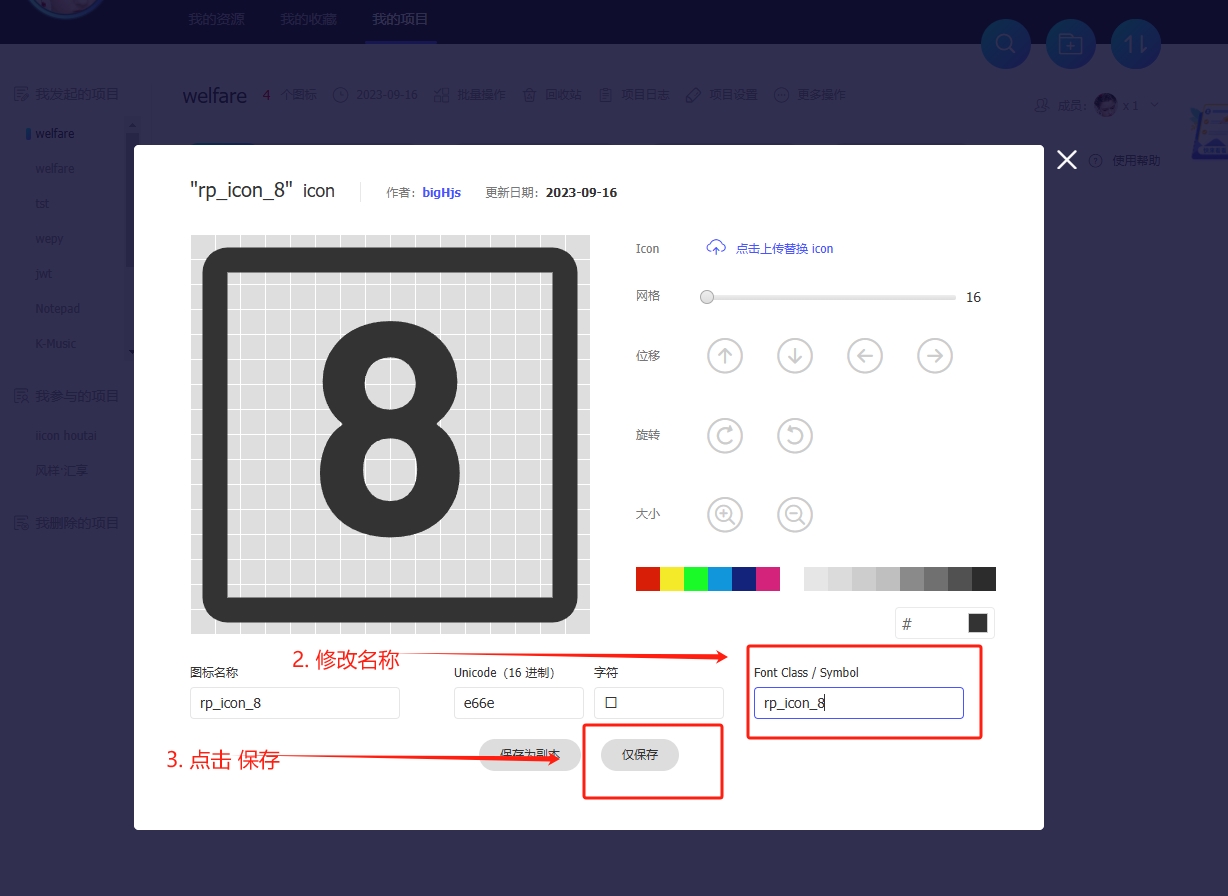 我的资源 我的收藏 我的项目
我发起的项目
welfare 4 个图标 2023-09-16 批量操作 回收站 项目日志 项目设置 更多操作
成员: x 1
welfare
welfare
tst
wepy
jwt
Notepad
K-Music
我参与的项目
iicon houtai
风样·汇享
我删除的项目
使用帮助
"rp_icon_8" icon 作者: bigHjs 更新日期: 2023-09-16
8
Icon 点击上传替换 icon
网格 16
位移
旋转
大小
#
2. 修改名称
图标名称 Unicode（16 进制） 字符 Font Class / Symbol
rp_icon_8 e66e rp_icon_8
3. 点击 保存
保存为副本 仅保存